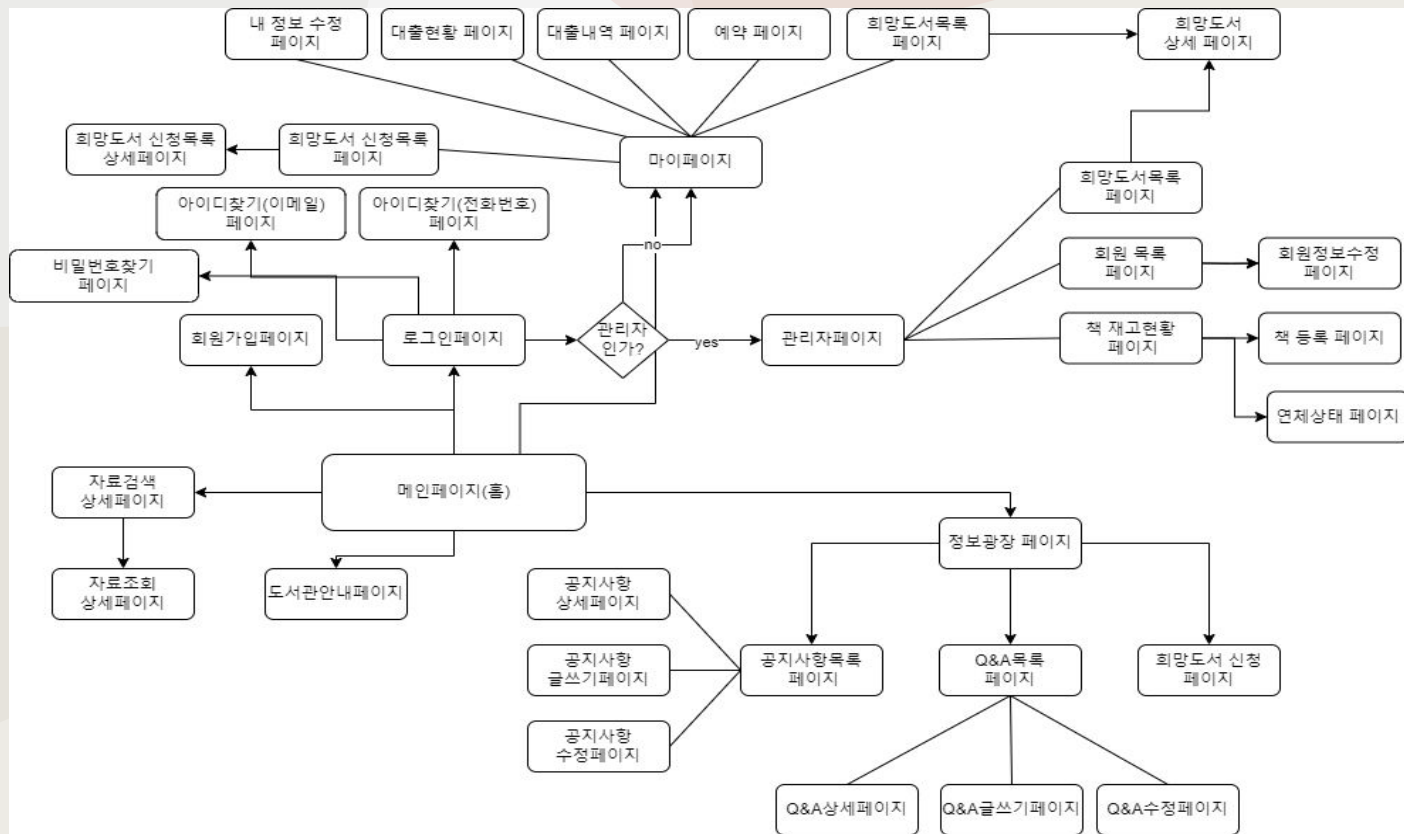 내 정보 수정
페이지
대출현황 페이지
대출내역 페이지
예약 페이지
희망도서목록
페이지
희망도서
상세 페이지
희망도서 신청목록
상세페이지
희망도서 신청목록
페이지
마이페이지
희망도서목록
페이지
아이디찾기(이메일)
페이지
아이디찾기(전화번호)
페이지
no
비밀번호찾기
페이지
회원 목록
페이지
회원정보수정
페이지
회원가입페이지
로그인페이지
관리자
인가?
yes
관리자페이지
책 재고현황
페이지
책 등록 페이지
연체상태 페이지
자료검색
상세페이지
메인페이지(홈)
정보광장 페이지
자료조회
상세페이지
도서관안내페이지
공지사항
상세페이지
공지사항
글쓰기페이지
공지사항목록
페이지
Q&A목록
페이지
희망도서 신청
페이지
공지사항
수정페이지
Q&A상세페이지
Q&A글쓰기페이지
Q&A수정페이지